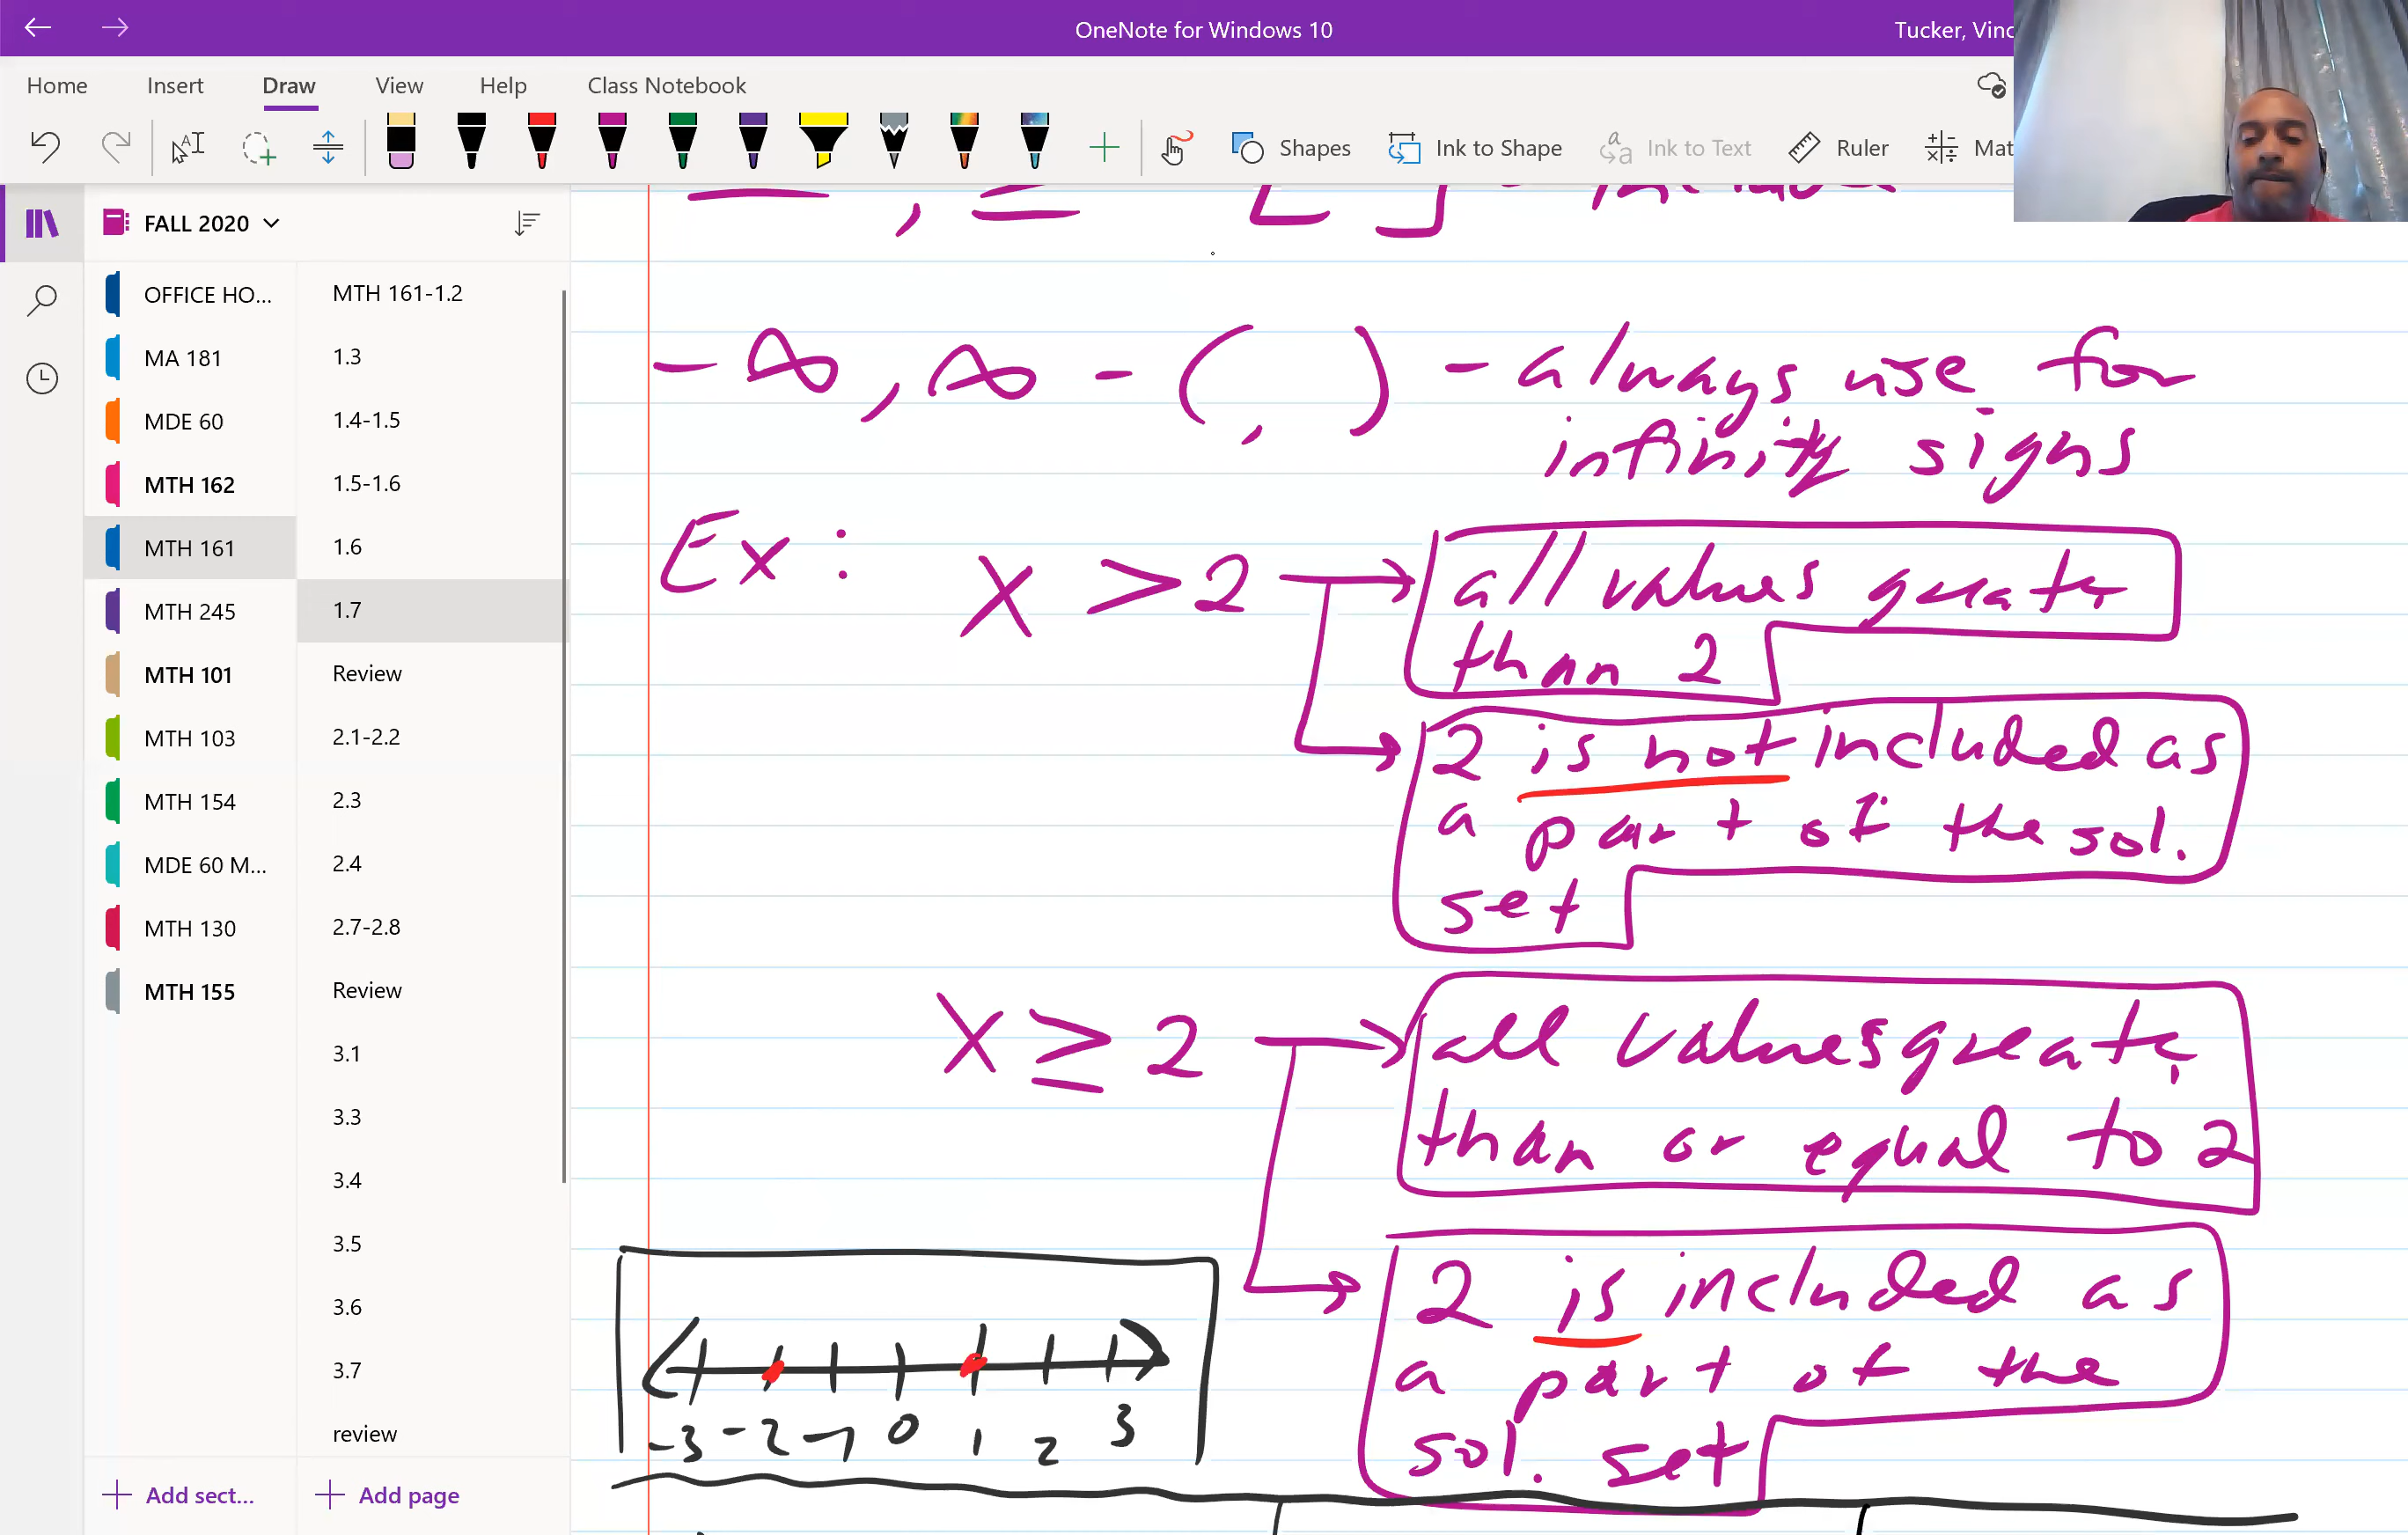 OneNote for Windows 10
Tucker, Vinc
Home Insert Draw View Help Class Notebook
Shapes Ink to Shape Ink to Text Ruler Mat
FALL 2020
OFFICE HO...
MA 181
MDE 60
MTH 162
MTH 161
MTH 245
MTH 101
MTH 103
MTH 154
MDE 60 M...
MTH 130
MTH 155
Add sect...
MTH 161-1.2
1.3
1.4-1.5
1.5-1.6
1.6
1.7
Review
2.1-2.2
2.3
2.4
2.7-2.8
Review
3.1
3.3
3.4
3.5
3.6
3.7
review
Add page
, ≥ [ ] -
-∞, ∞ - ( , ) - always use for
infinity signs
Ex: x > 2 → all values greater
than 2
2 is not included as
a part of the sol.
set
x ≥ 2 → all values greater
than or equal to 2
2 is included as
a part of the
sol. set
-3 -2 -1 0 1 2 3